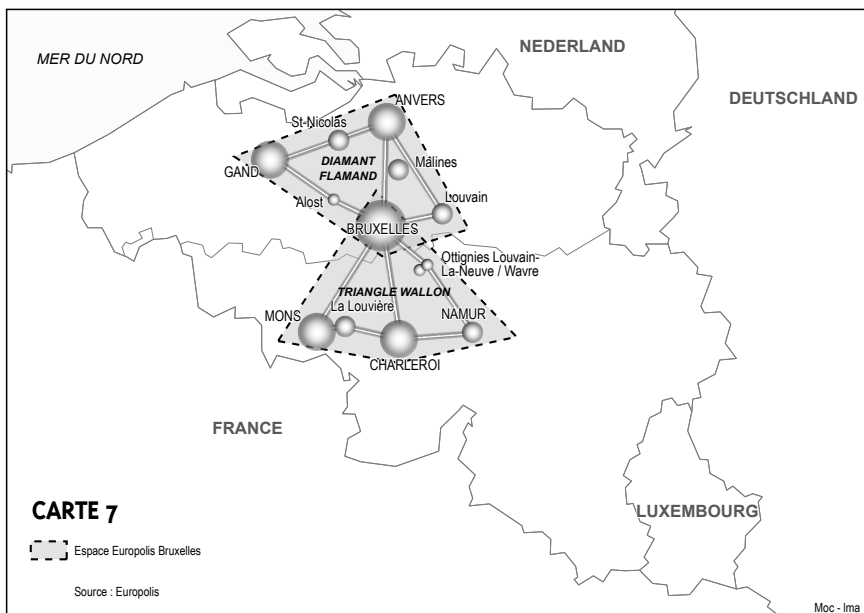 MER DU NORD
NEDERLAND
DEUTSCHLAND
ANVERS
St-Nicolas
DIAMANT
FLAMAND
Malines
GAND
Alost
Louvain
BRUXELLES
Ottignies Louvain-
La-Neuve / Wavre
TRIANGLE WALLON
La Louvière
MONS
NAMUR
CHARLEROI
FRANCE
LUXEMBOURG
CARTE 7
Espace Europolis Bruxelles
Source : Europolis
Moc - Ima